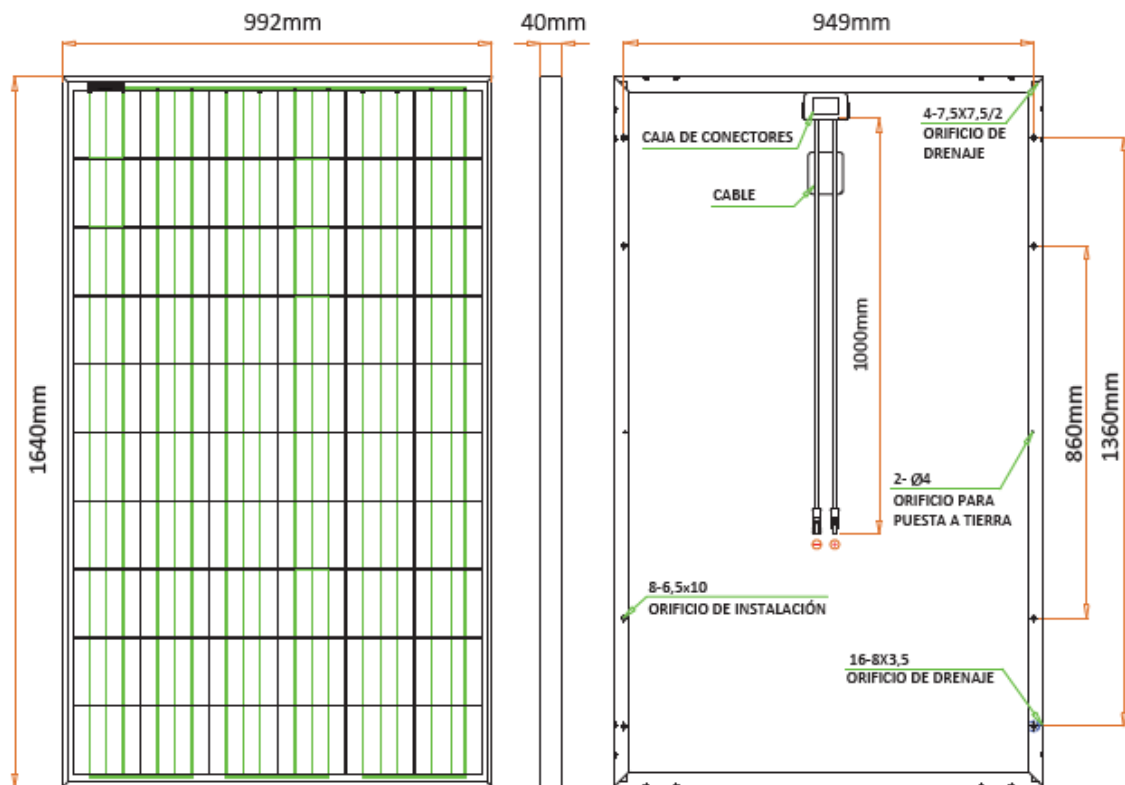 992mm
40mm
949mm
1640mm
CAJA DE CONECTORES
CABLE
1000mm
4-7,5X7,5/2
ORIFICIO DE
DRENAJE
860mm
1360mm
2- Ø4
ORIFICIO PARA
PUESTA A TIERRA
8-6,5x10
ORIFICIO DE INSTALACIÓN
16-8X3,5
ORIFICIO DE DRENAJE